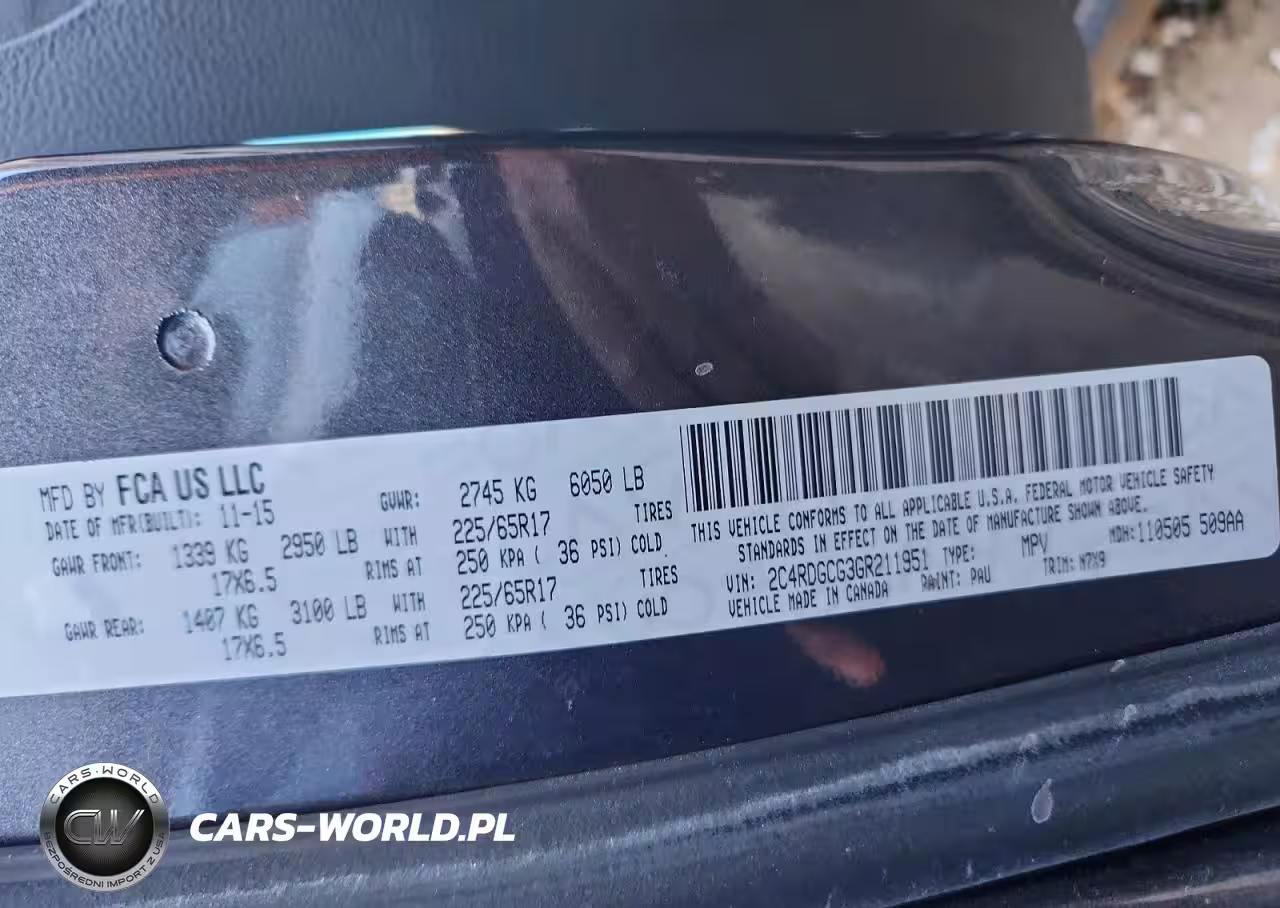 MFD BY FCA US LLC
DATE OF MFR(BUILT): 11-15
GVWR: 2745 KG 6050 LB
GAWR FRONT: 1339 KG 2950 LB WITH 225/65R17 TIRES
17X6.5 RIMS AT 250 KPA ( 36 PSI) COLD
GAWR REAR: 1407 KG 3100 LB WITH 225/65R17 TIRES
17X6.5 RIMS AT 250 KPA ( 36 PSI) COLD
THIS VEHICLE CONFORMS TO ALL APPLICABLE U.S.A. FEDERAL MOTOR VEHICLE SAFETY
STANDARDS IN EFFECT ON THE DATE OF MANUFACTURE SHOWN ABOVE.
VIN: 2C4RDGCG3GR211951 TYPE: MPV MDH:110505 509AA
VEHICLE MADE IN CANADA PAINT: PAU TRIM: N7X9
CARS-WORLD
CW
BEZPOŚREDNI IMPORT Z USA
CARS-WORLD.PL